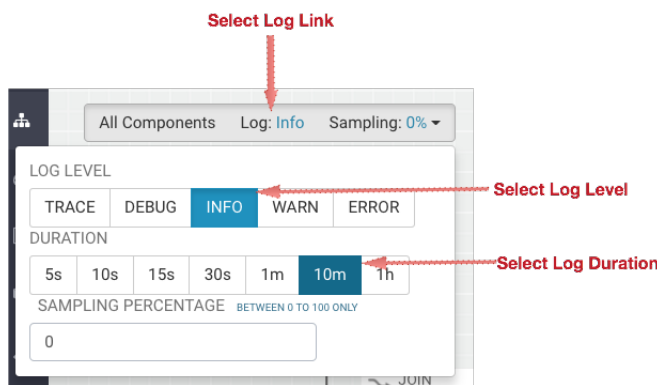 Select Log Link
All Components Log: Info Sampling: 0%
LOG LEVEL
TRACE DEBUG INFO WARN ERROR
Select Log Level
DURATION
5s 10s 15s 30s 1m 10m 1h
Select Log Duration
SAMPLING PERCENTAGE BETWEEN 0 TO 100 ONLY
0
JOIN